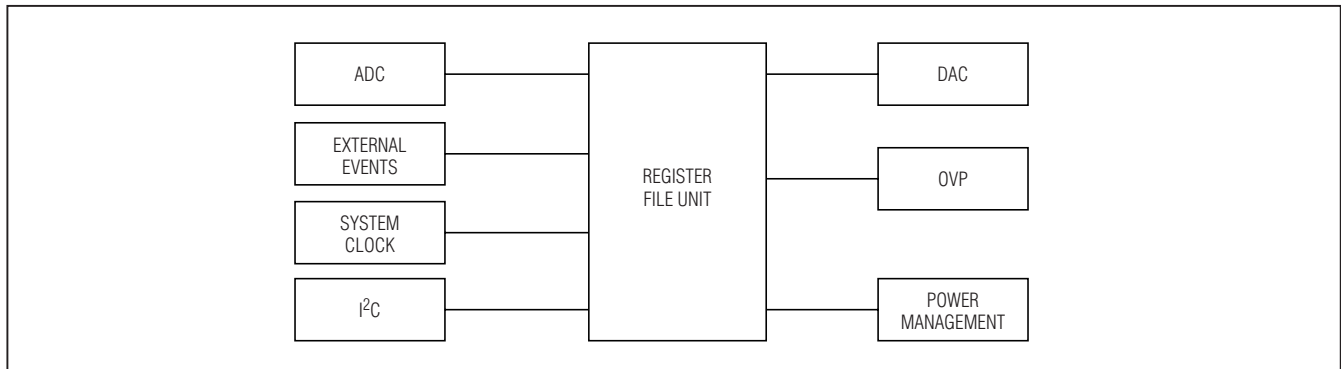 ADC
EXTERNAL
EVENTS
SYSTEM
CLOCK
I²C
REGISTER
FILE UNIT
DAC
OVP
POWER
MANAGEMENT